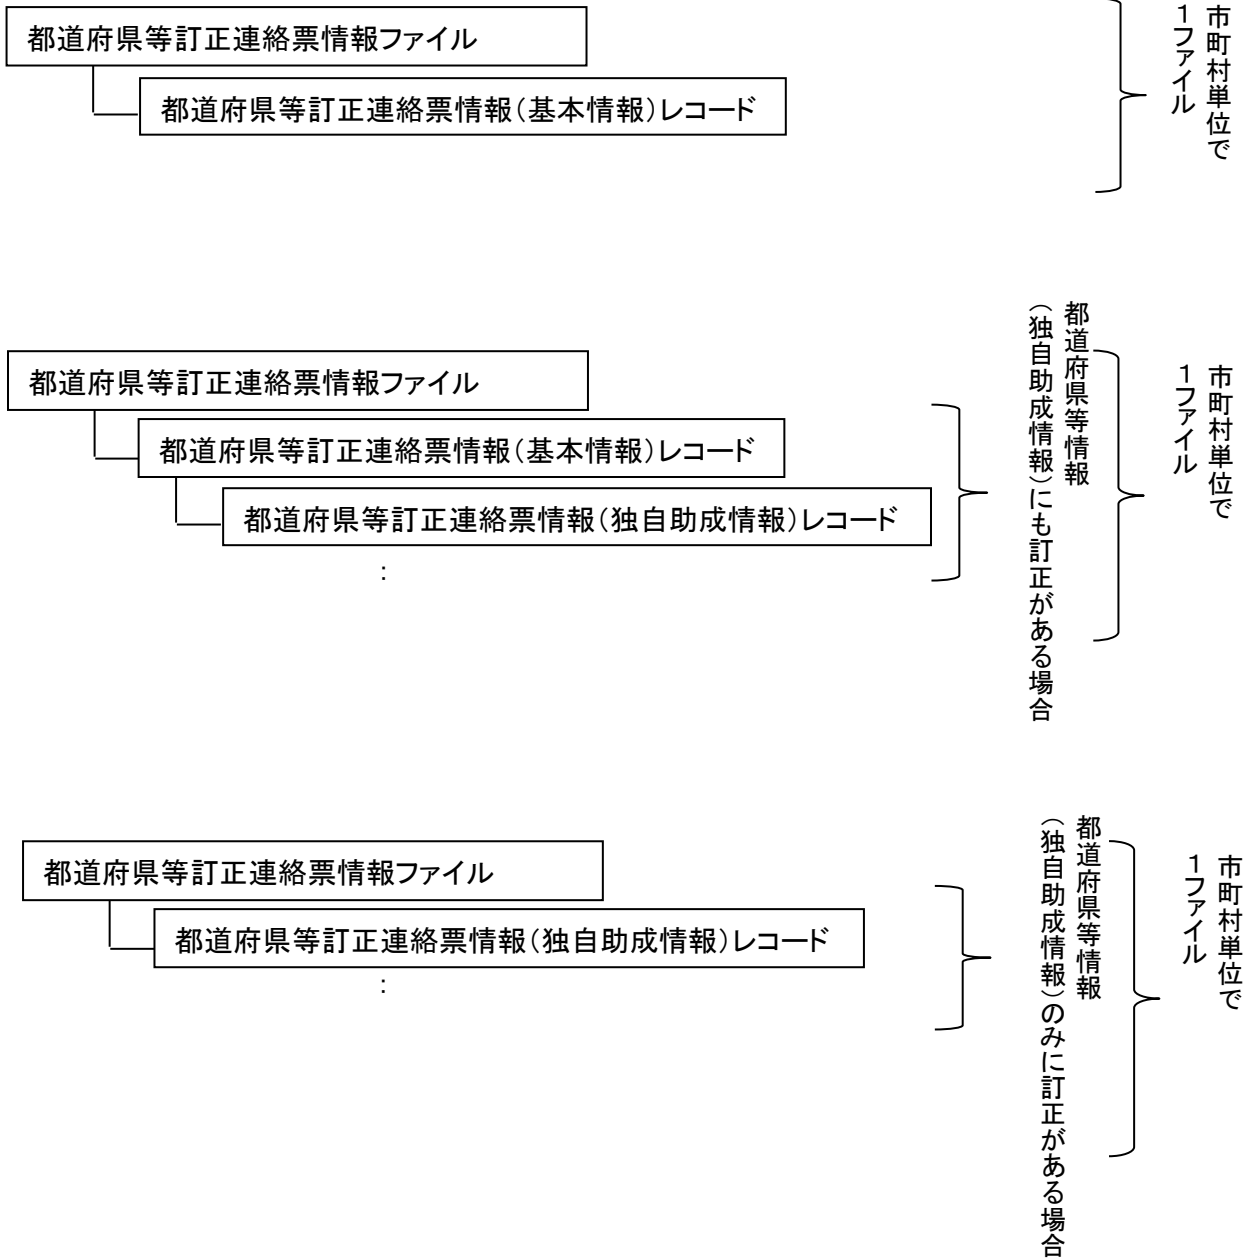 都道府県等訂正連絡票情報ファイル
都道府県等訂正連絡票情報（基本情報）レコード
市町村単位で
１ファイル
都道府県等訂正連絡票情報ファイル
都道府県等訂正連絡票情報（基本情報）レコード
都道府県等訂正連絡票情報（独自助成情報）レコード
：
都道府県等情報
（独自助成情報）にも訂正がある場合
市町村単位で
１ファイル
都道府県等訂正連絡票情報ファイル
都道府県等訂正連絡票情報（独自助成情報）レコード
：
都道府県等情報
（独自助成情報）のみに訂正がある場合
市町村単位で
１ファイル